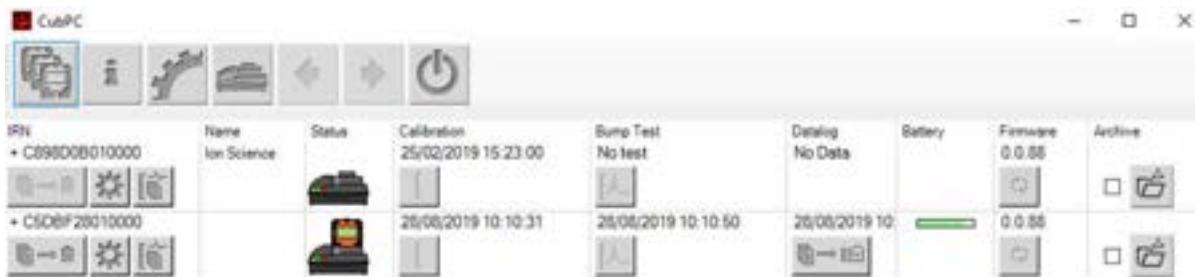 CubPC
IRN Name Status Calibration Bump Test Datalog Battery Firmware Archive
+ C898D0B010000 Ion Science 25/02/2019 15:23:00 No test No Data 0.0.88
+ C5DBF28010000 28/08/2019 10:10:31 28/08/2019 10:10:50 28/08/2019 10 0.0.88